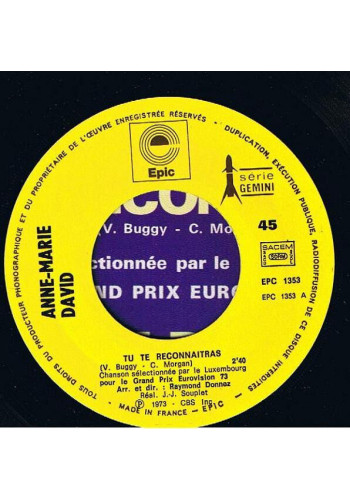 TOUS DROITS DU PRODUCTEUR PHONOGRAPHIQUE ET DU PROPRIÉTAIRE DE L'ŒUVRE ENREGISTRÉE RÉSERVÉS - DUPLICATION, EXÉCUTION PUBLIQUE, RADIODIFFUSION DE CE DISQUE INTERDITES
Epic
série
GEMINI
45
SACEM
EPC 1353
EPC 1353 A
ANNE-MARIE
DAVID
(V. Buggy - C. Morgan
ctionnée par le
ND PRIX EURO
TU TE RECONNAITRAS
(V. Buggy - C. Morgan) 2'40
Chanson sélectionnée par le Luxembourg
pour le Grand Prix Eurovision 73
Arr. et dir : Raymond Donnez
Réal. J.-J. Souplet
℗ 1973 - CBS Inc.
MADE IN FRANCE - EPIC -